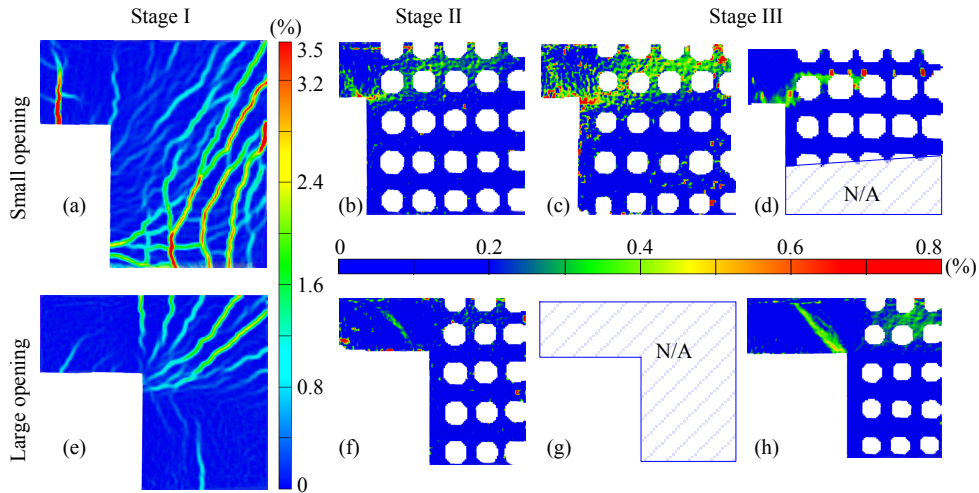 Stage I
Stage II
Stage III
(%)
3.5
3.2
2.4
1.6
0.8
0
Small opening
(a)
(b)
(c)
(d)
N/A
0
0.2
0.4
0.6
0.8
(%)
Large opening
(e)
(f)
(g)
N/A
(h)